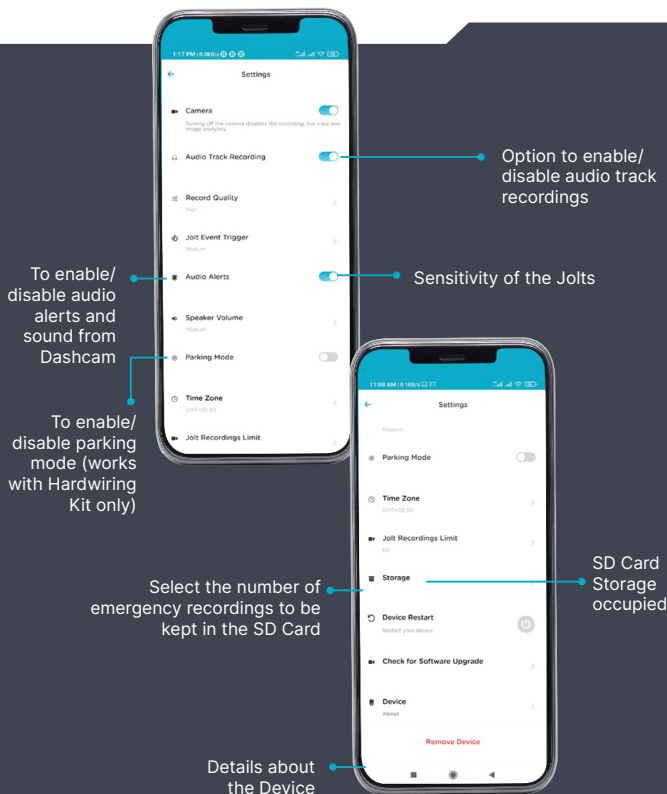 1:17 PM | 0.0KB/s
Settings
Camera
Turning off the camera disables the recording, live view and
image analytics.
Audio Track Recording
Record Quality
High
Jolt Event Trigger
Medium
Audio Alerts
Speaker Volume
Medium
Parking Mode
Time Zone
GMT+05:30
Jolt Recordings Limit
Option to enable/
disable audio track
recordings
Sensitivity of the Jolts
To enable/
disable audio
alerts and
sound from
Dashcam
To enable/
disable parking
mode (works
with Hardwiring
Kit only)
11:08 AM | 0.1KB/s
Settings
Medium
Parking Mode
Time Zone
GMT+05:30
Jolt Recordings Limit
60
Storage
Device Restart
Restart your device
Check for Software Upgrade
Device
About
Remove Device
Select the number of
emergency recordings to be
kept in the SD Card
SD Card
Storage
occupied
Details about
the Device